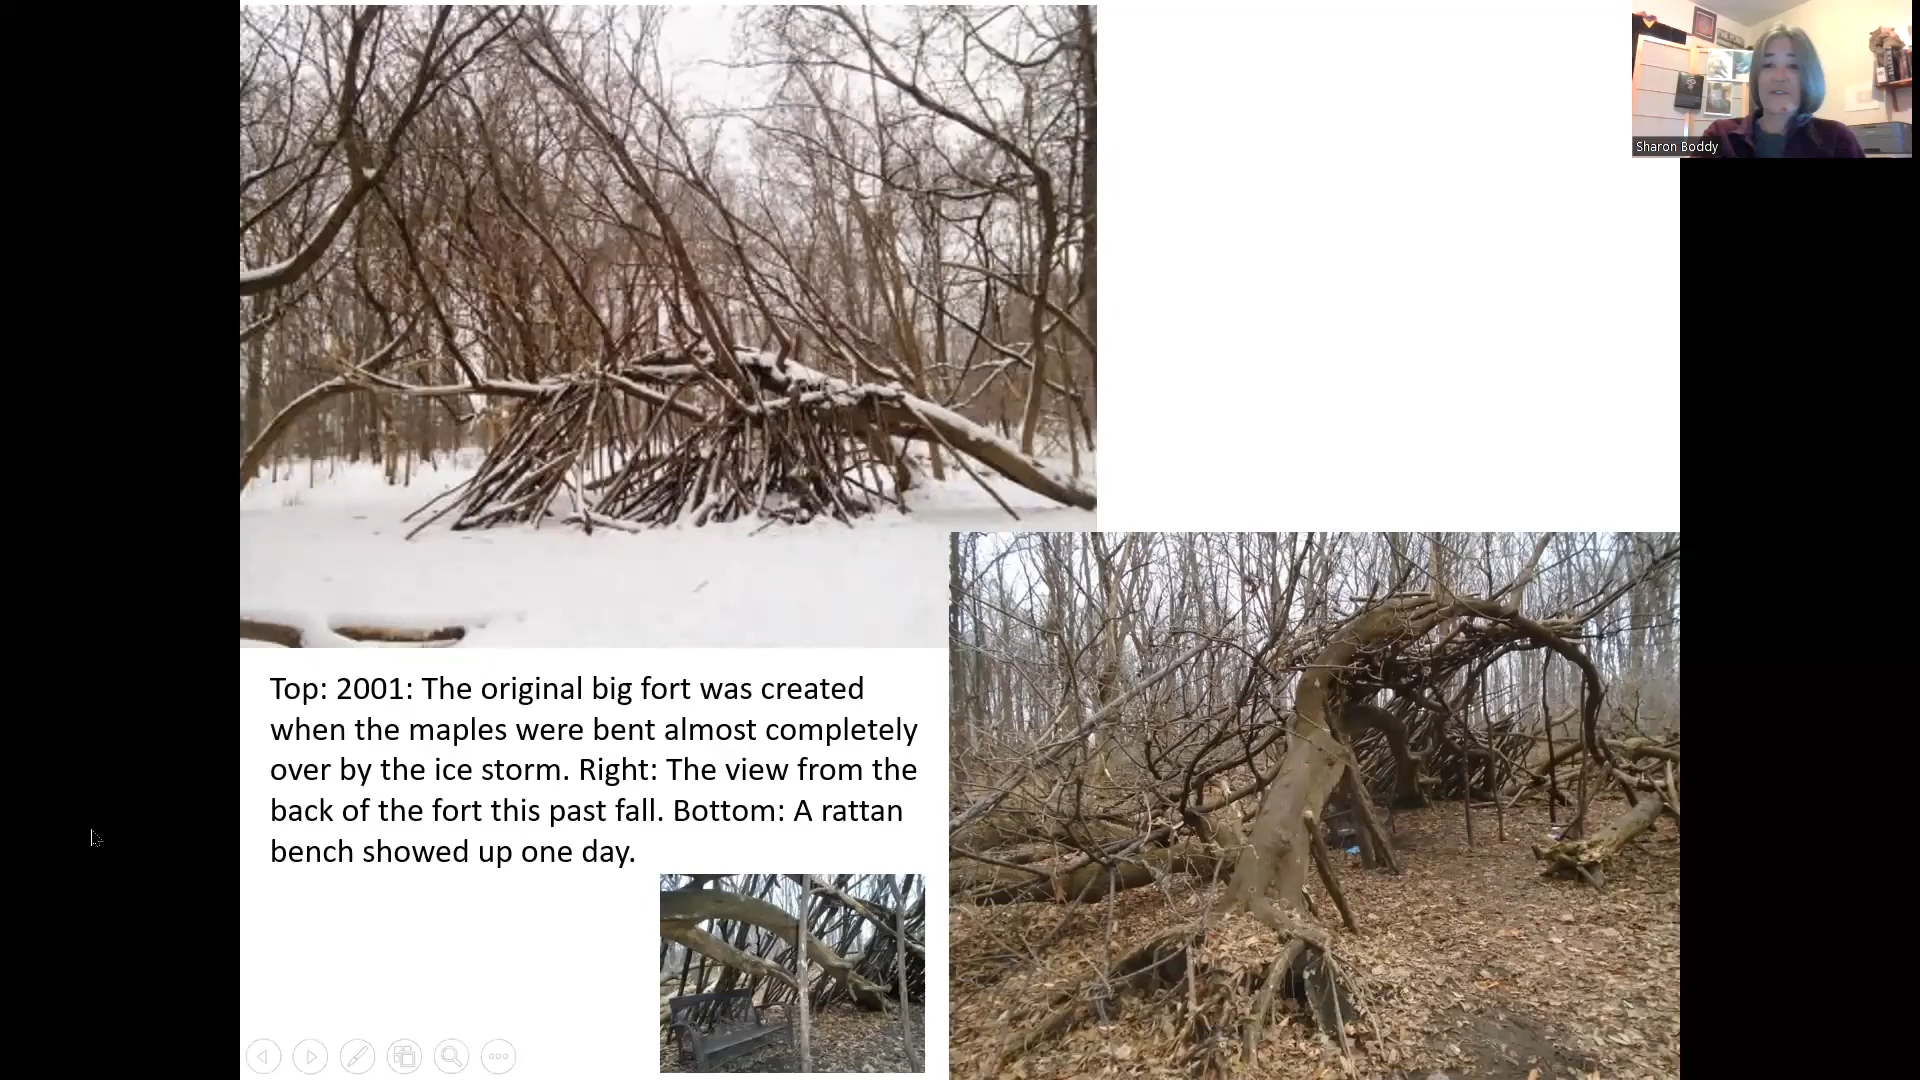 Sharon Boddy
Top: 2001: The original big fort was created
when the maples were bent almost completely
over by the ice storm. Right: The view from the
back of the fort this past fall. Bottom: A rattan
bench showed up one day.